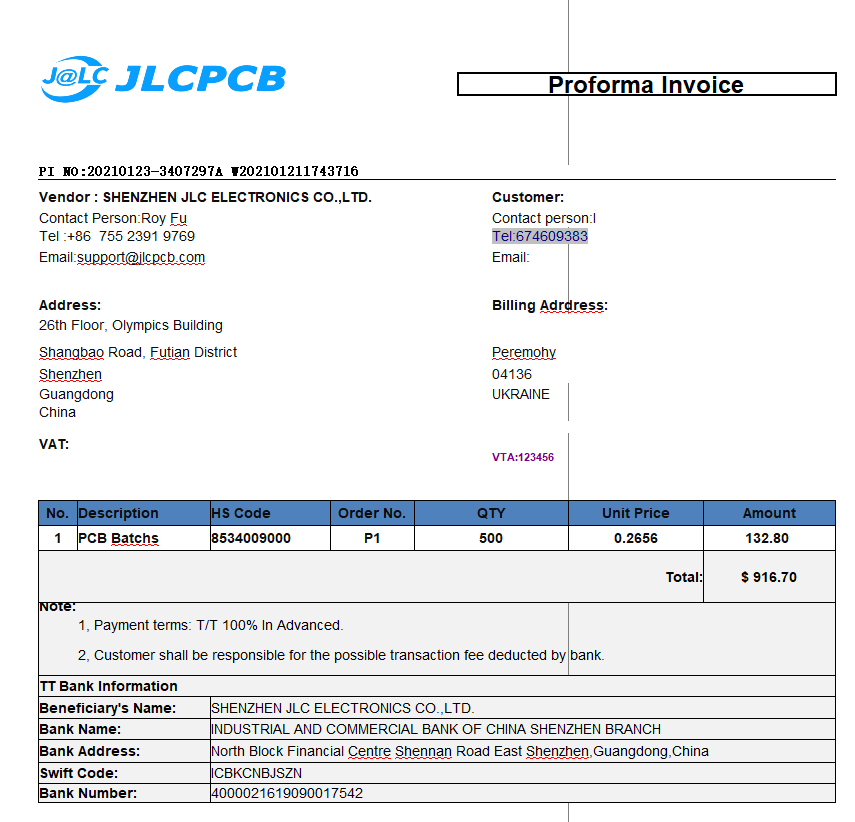 J@LC JLCPCB
Proforma Invoice
PI NO:20210123-3407297A W202101211743716
Vendor : SHENZHEN JLC ELECTRONICS CO.,LTD.
Customer:
Contact Person:Roy Fu
Contact person:I
Tel :+86 755 2391 9769
Tel:674609383
Email:support@jlcpcb.com
Email:
Address:
Billing Adrdress:
26th Floor, Olympics Building
Shangbao Road, Futian District
Peremohy
Shenzhen
04136
Guangdong
UKRAINE
China
VAT:
VTA:123456
No. Description HS Code Order No. QTY Unit Price Amount
1 PCB Batchs 8534009000 P1 500 0.2656 132.80
Total: $ 916.70
Note:
1, Payment terms: T/T 100% In Advanced.
2, Customer shall be responsible for the possible transaction fee deducted by bank.
TT Bank Information
Beneficiary's Name: SHENZHEN JLC ELECTRONICS CO.,LTD.
Bank Name: INDUSTRIAL AND COMMERCIAL BANK OF CHINA SHENZHEN BRANCH
Bank Address: North Block Financial Centre Shennan Road East Shenzhen,Guangdong,China
Swift Code: ICBKCNBJSZN
Bank Number: 4000021619090017542